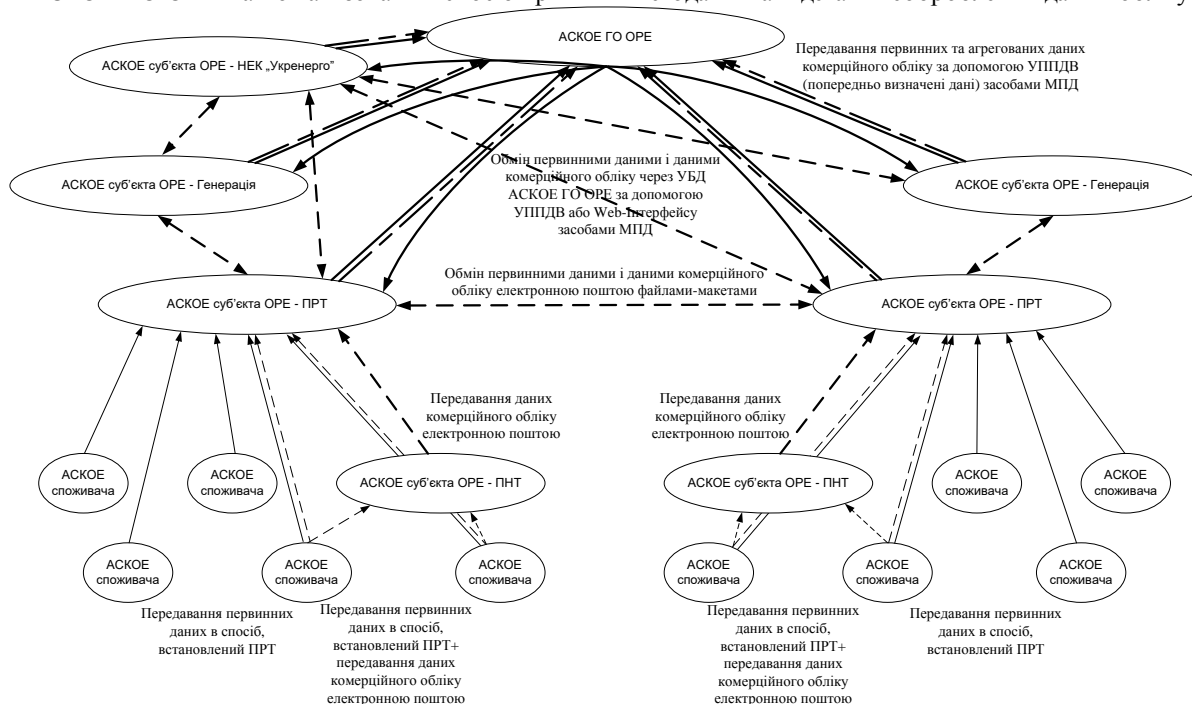 АСКОЕ ГО ОРЕ
АСКОЕ суб'єкта ОРЕ - НЕК „Укренерго”
Передавання первинних та агрегованих даних
комерційного обліку за допомогою УППДВ
(попередньо визначені дані) засобами МПД
АСКОЕ суб'єкта ОРЕ - Генерація
Обмін первинними даними і даними
комерційного обліку через УБД
АСКОЕ ГО ОРЕ за допомогою
УППДВ або Web-Інтерфейсу
засобами МПД
АСКОЕ суб'єкта ОРЕ - Генерація
АСКОЕ суб'єкта ОРЕ - ПРТ
Обмін первинними даними і даними комерційного
обліку електронною поштою файлами-макетами
АСКОЕ суб'єкта ОРЕ - ПРТ
Передавання даних
комерційного обліку
електронною поштою
Передавання даних
комерційного обліку
електронною поштою
АСКОЕ
споживача
АСКОЕ
споживача
АСКОЕ суб'єкта ОРЕ - ПНТ
АСКОЕ суб'єкта ОРЕ - ПНТ
АСКОЕ
споживача
АСКОЕ
споживача
АСКОЕ
споживача
АСКОЕ
споживача
АСКОЕ
споживача
АСКОЕ
споживача
АСКОЕ
споживача
АСКОЕ
споживача
Передавання первинних
даних в спосіб,
встановлений ПРТ
Передавання первинних
даних в спосіб,
встановлений ПРТ+
передавання даних
комерційного обліку
електронною поштою
Передавання первинних
даних в спосіб,
встановлений ПРТ+
передавання даних
комерційного обліку
електронною поштою
Передавання первинних
даних в спосіб,
встановлений ПРТ